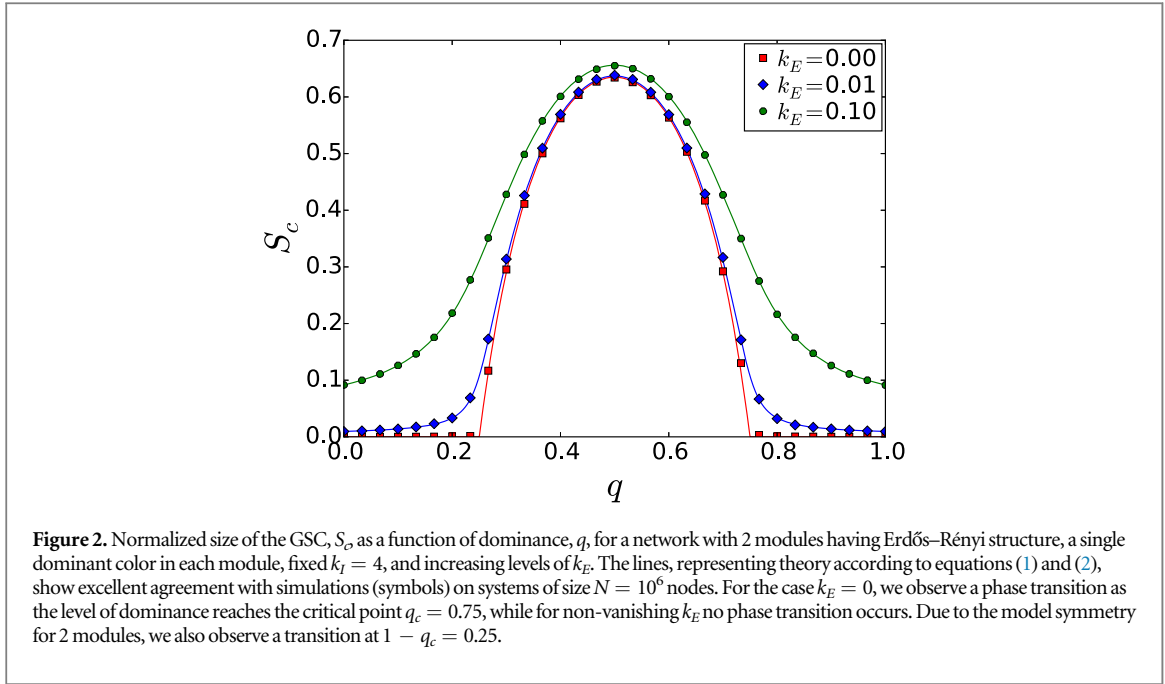 0.7
0.6
0.5
0.4
0.3
0.2
0.1
0.0
S_c
k_E = 0.00
k_E = 0.01
k_E = 0.10
0.0 0.2 0.4 0.6 0.8 1.0
q
Figure 2. Normalized size of the GSC, S_c, as a function of dominance, q, for a network with 2 modules having Erdős–Rényi structure, a single
dominant color in each module, fixed k_I = 4, and increasing levels of k_E. The lines, representing theory according to equations (1) and (2),
show excellent agreement with simulations (symbols) on systems of size N = 10⁶ nodes. For the case k_E = 0, we observe a phase transition as
the level of dominance reaches the critical point q_c = 0.75, while for non-vanishing k_E no phase transition occurs. Due to the model symmetry
for 2 modules, we also observe a transition at 1 − q_c = 0.25.